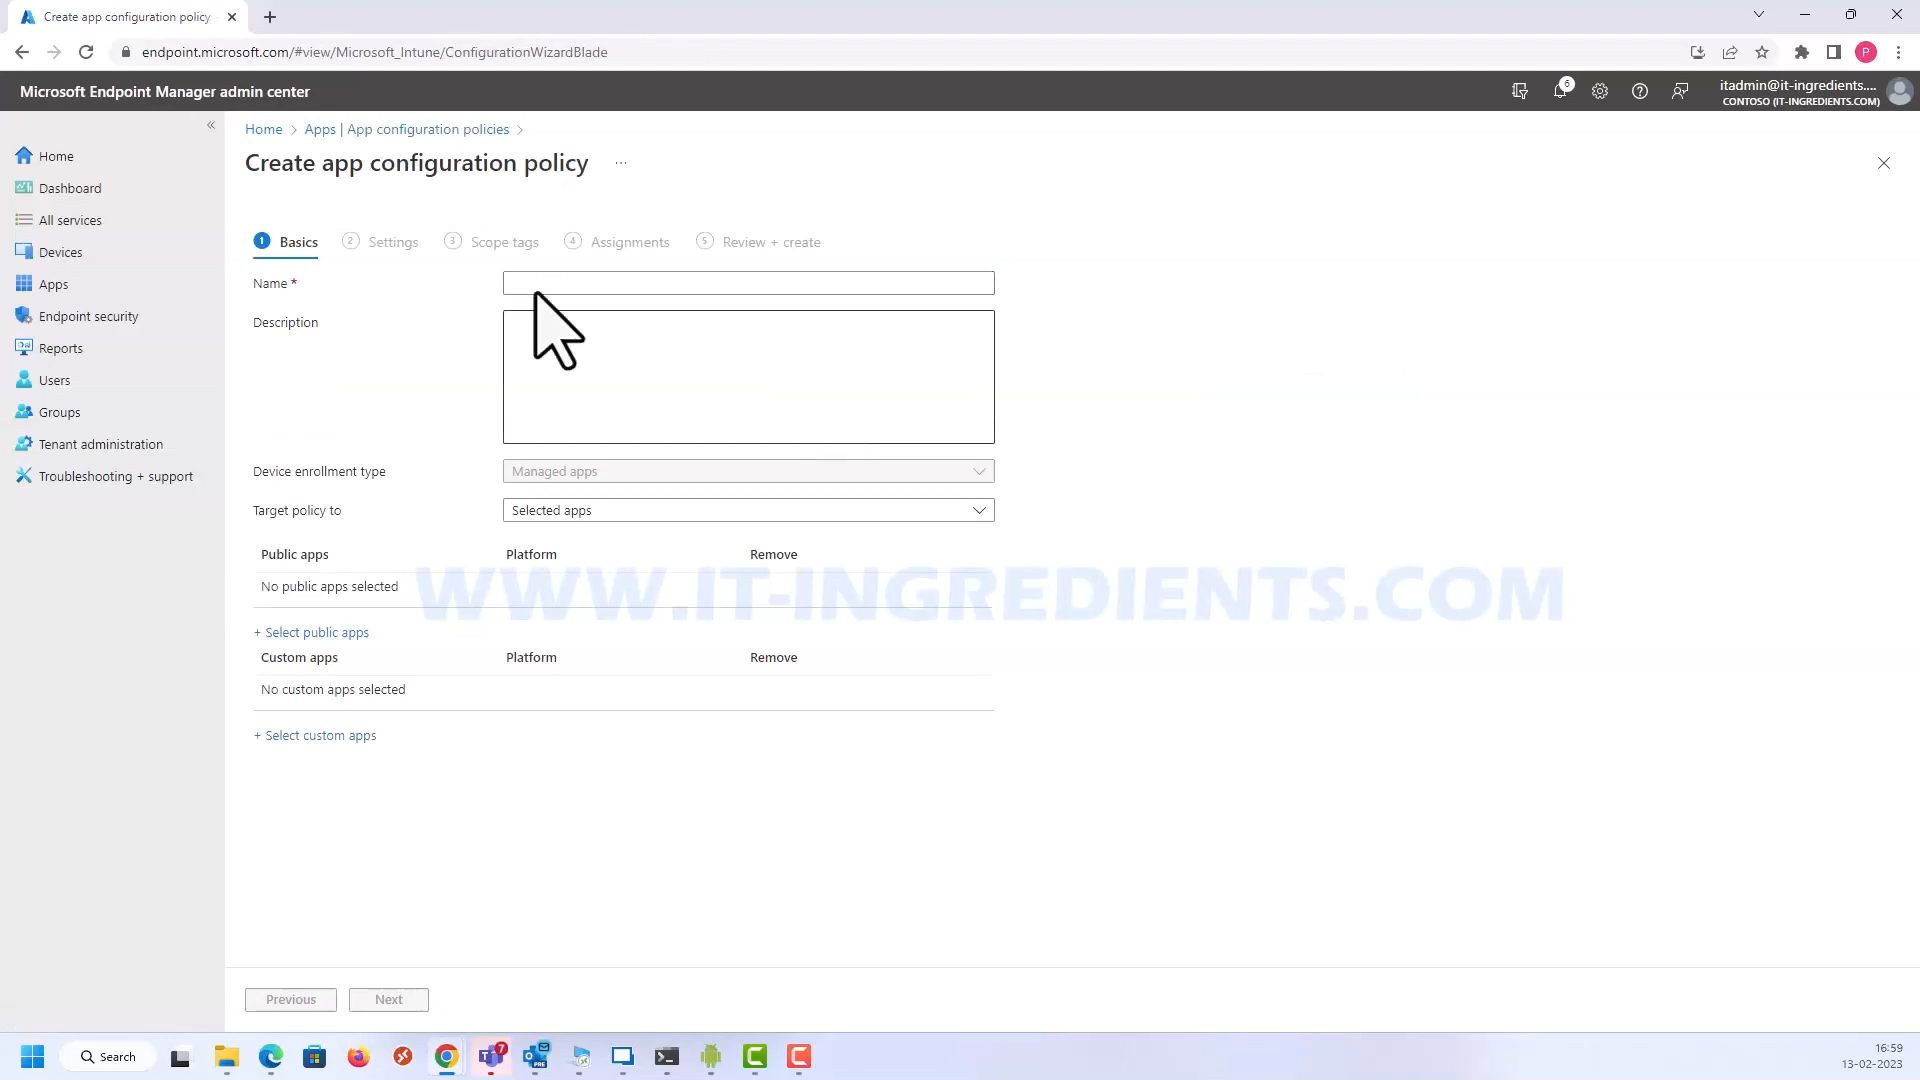 Create app configuration policy
endpoint.microsoft.com/#view/Microsoft_Intune/ConfigurationWizardBlade
P
Microsoft Endpoint Manager admin center
6
itadmin@it-ingredients....
CONTOSO (IT-INGREDIENTS.COM)
Home > Apps | App configuration policies >
Create app configuration policy ...
Home
Dashboard
All services
Devices
Apps
Endpoint security
Reports
Users
Groups
Tenant administration
Troubleshooting + support
1 Basics
2 Settings
3 Scope tags
4 Assignments
5 Review + create
Name *
Description
Device enrollment type
Managed apps
Target policy to
Selected apps
Public apps Platform Remove
No public apps selected
WWW.IT-INGREDIENTS.COM
+ Select public apps
Custom apps Platform Remove
No custom apps selected
+ Select custom apps
Previous
Next
Search
7
PRE
16:59
13-02-2023